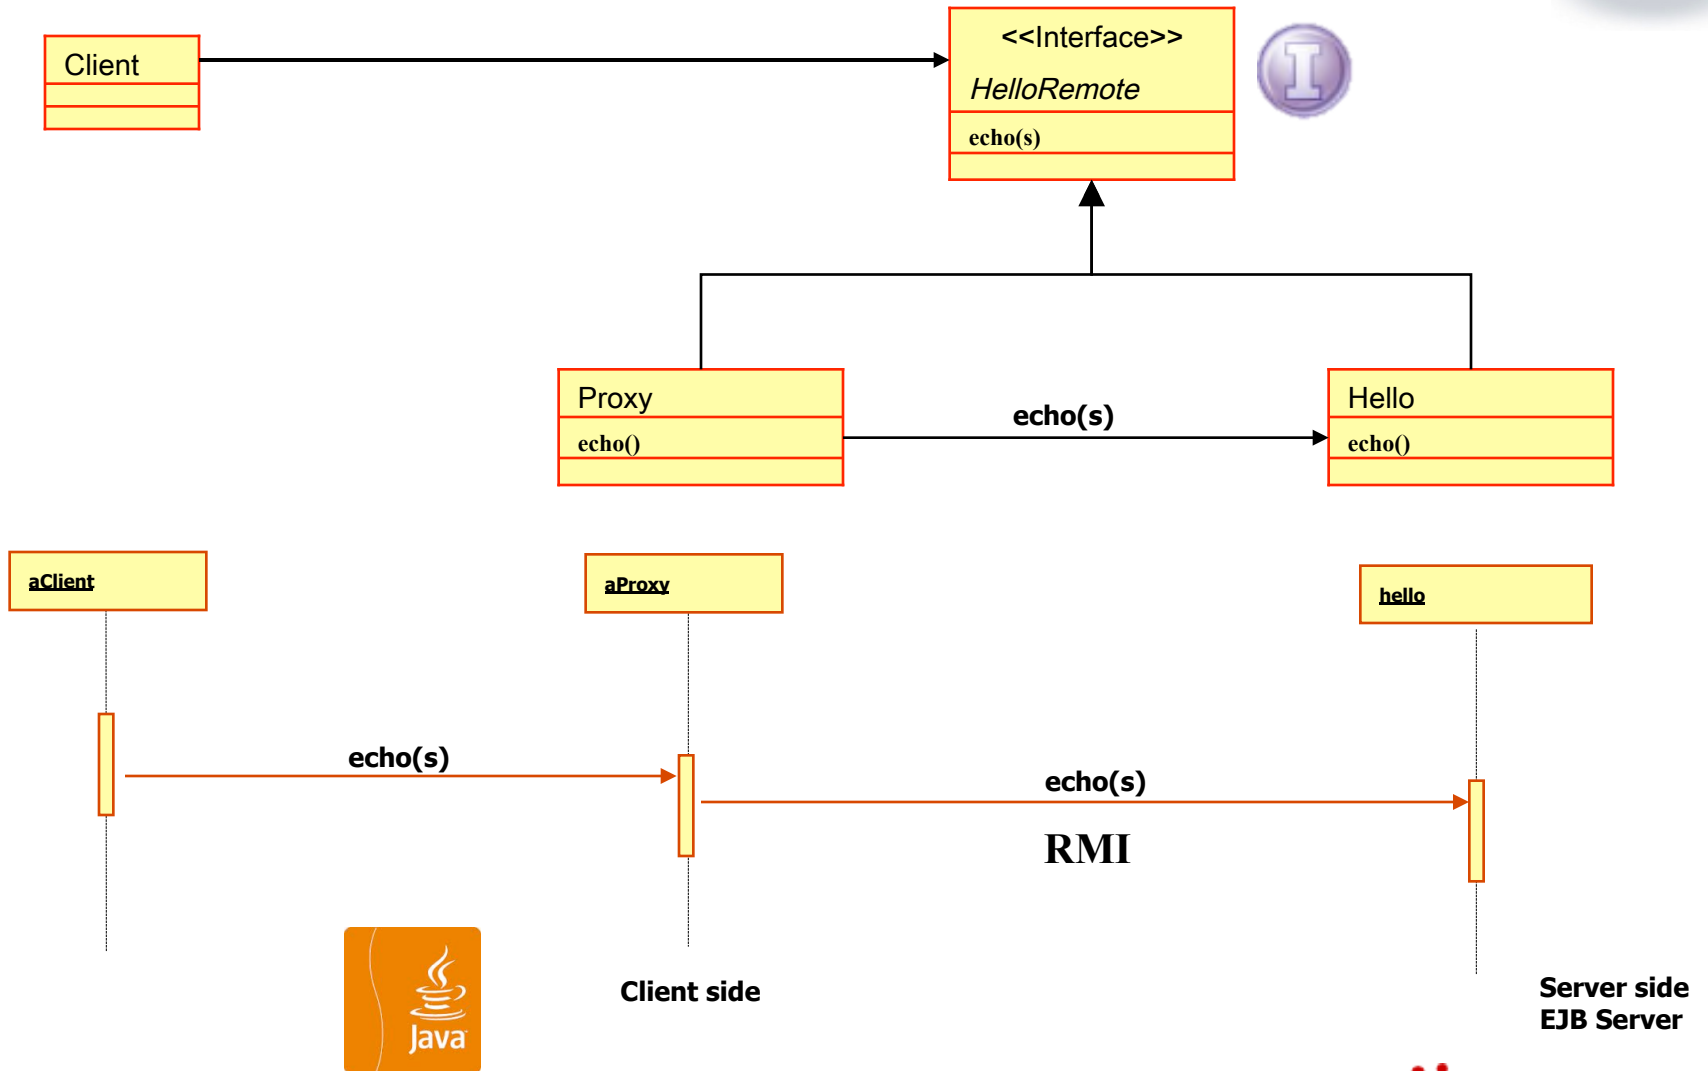 Client
<<Interface>>
HelloRemote
echo(s)
I
Proxy
echo()
echo(s)
Hello
echo()
aClient
aProxy
hello
echo(s)
echo(s)
RMI
Java
Client side
Server side
EJB Server